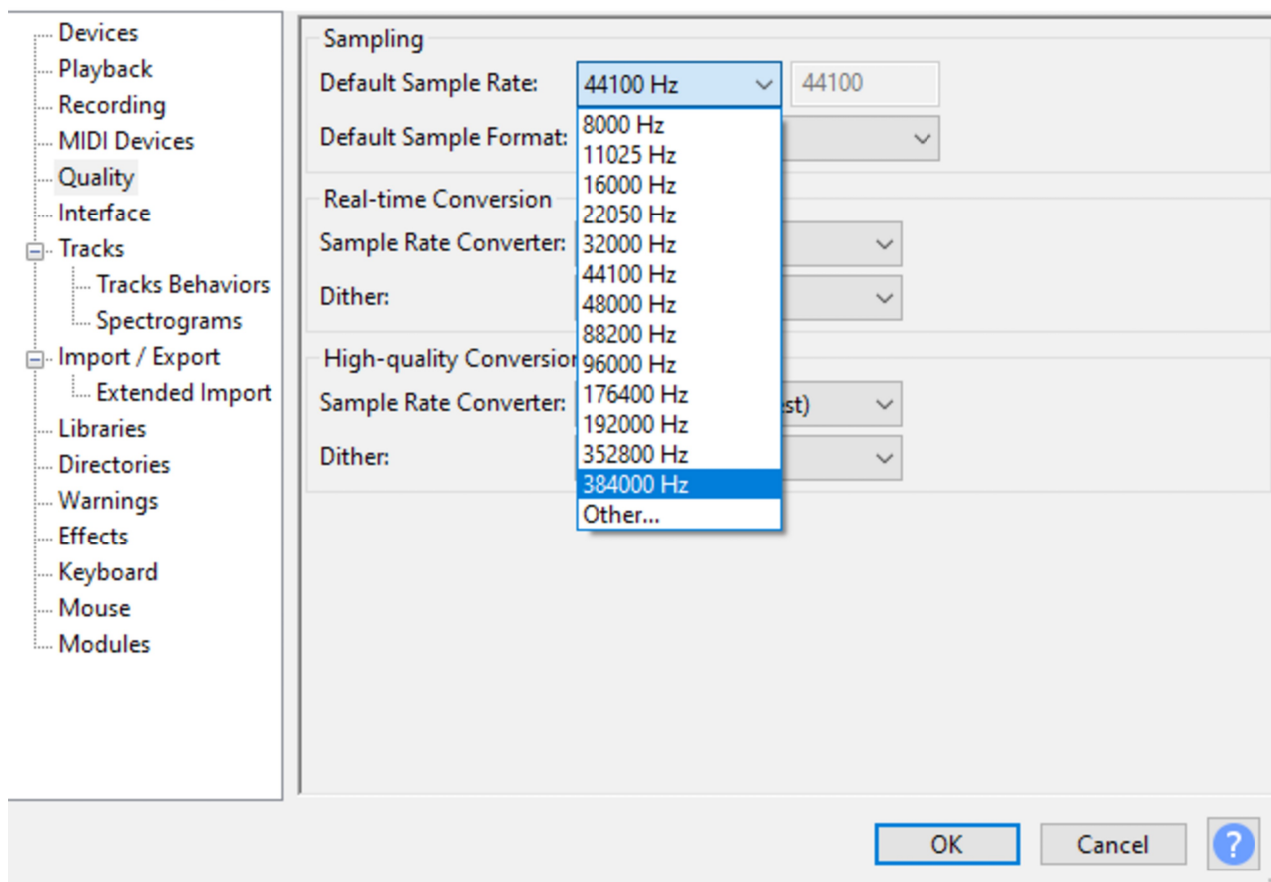 Devices
Playback
Recording
MIDI Devices
Quality
Interface
Tracks
Tracks Behaviors
Spectrograms
Import / Export
Extended Import
Libraries
Directories
Warnings
Effects
Keyboard
Mouse
Modules
Sampling
Default Sample Rate: 44100 Hz 44100
Default Sample Format:
8000 Hz
11025 Hz
16000 Hz
22050 Hz
32000 Hz
44100 Hz
48000 Hz
88200 Hz
96000 Hz
176400 Hz
192000 Hz
352800 Hz
384000 Hz
Other...
Real-time Conversion
Sample Rate Converter:
Dither:
High-quality Conversion
Sample Rate Converter:
Dither:
OK Cancel ?